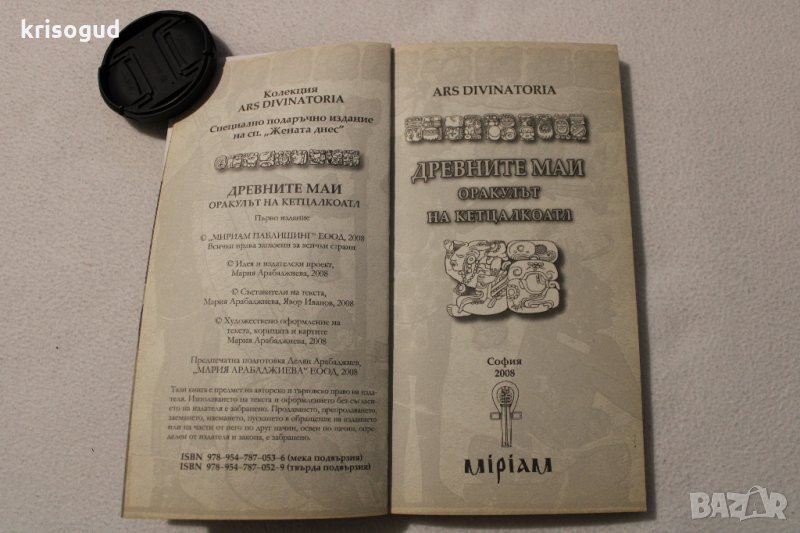 krisogud
Колекция
ARS DIVINATORIA
Специално подаръчно издание
на сп. „Жената днес”
ДРЕВНИТЕ МАИ
ОРАКУЛЪТ НА КЕТЦАЛКОАТЛ
Първо издание
© „МИРИАМ ПАБЛИШИНГ“ ЕООД, 2008
Всички права запазени за всички страни
© Идея и издателски проект,
Мария Арабаджиева, 2008
© Съставители на текста,
Мария Арабаджиева, Явор Иванов, 2008
© Художествено оформление на
текста, корицата и картите
Мария Арабаджиева, 2008
Предпечатна подготовка Делян Арабаджиев,
„МАРИЯ АРАБАДЖИЕВА“ ЕООД, 2008
Тази книга е предмет на авторско и търговско право на изда-
теля. Използването на текста и оформлението без съгласи-
ето на издателя е забранено. Продаването, препродаването,
заемането, наемането, пускането в обращение на изданието
или на части от него по друг начин, освен по начин, опре-
делен от издателя и закона, е забранено.
ISBN 978–954–787–053–6 (мека подвързия)
ISBN 978–954–787–052–9 (твърда подвързия)
ARS DIVINATORIA
ДРЕВНИТЕ МАИ
ОРАКУЛЪТ
НА КЕТЦАЛКОАТЛ
София
2008
МІРІАМ
BAZAR
bazar.bg